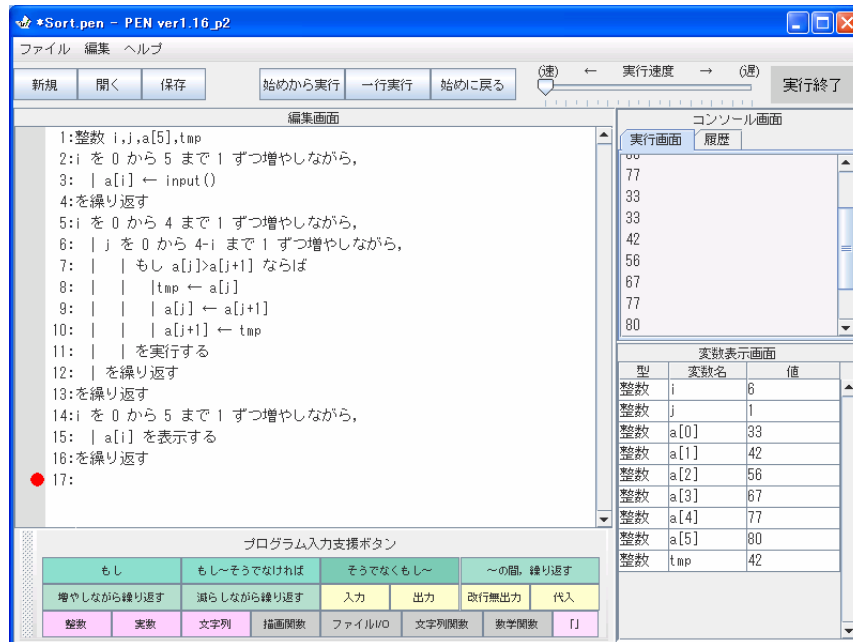 *Sort.pen - PEN ver1.16_p2
ファイル 編集 ヘルプ
新規 開く 保存 始めから実行 一行実行 始めに戻る (速) ← 実行速度 → (遅) 実行終了
編集画面
1:整数 i,j,a[5],tmp
2:i を 0 から 5 まで 1 ずつ増やしながら,
3: | a[i] ← input()
4:を繰り返す
5:i を 0 から 4 まで 1 ずつ増やしながら,
6: | j を 0 から 4-i まで 1 ずつ増やしながら,
7: | | もし a[j]>a[j+1] ならば
8: | | |tmp ← a[j]
9: | | | a[j] ← a[j+1]
10: | | | a[j+1] ← tmp
11: | | を実行する
12: | を繰り返す
13:を繰り返す
14:i を 0 から 5 まで 1 ずつ増やしながら,
15: | a[i] を表示する
16:を繰り返す
17:
コンソール画面
実行画面 履歴
77
33
33
42
56
67
77
80
変数表示画面
型 変数名 値
整数 i 6
整数 j 1
整数 a[0] 33
整数 a[1] 42
整数 a[2] 56
整数 a[3] 67
整数 a[4] 77
整数 a[5] 80
整数 tmp 42
プログラム入力支援ボタン
もし もし～そうでなければ そうでなくもし～ ～の間, 繰り返す
増やしながら繰り返す 減らしながら繰り返す 入力 出力 改行無出力 代入
整数 実数 文字列 描画関数 ファイルI/O 文字列関数 数学関数 「」